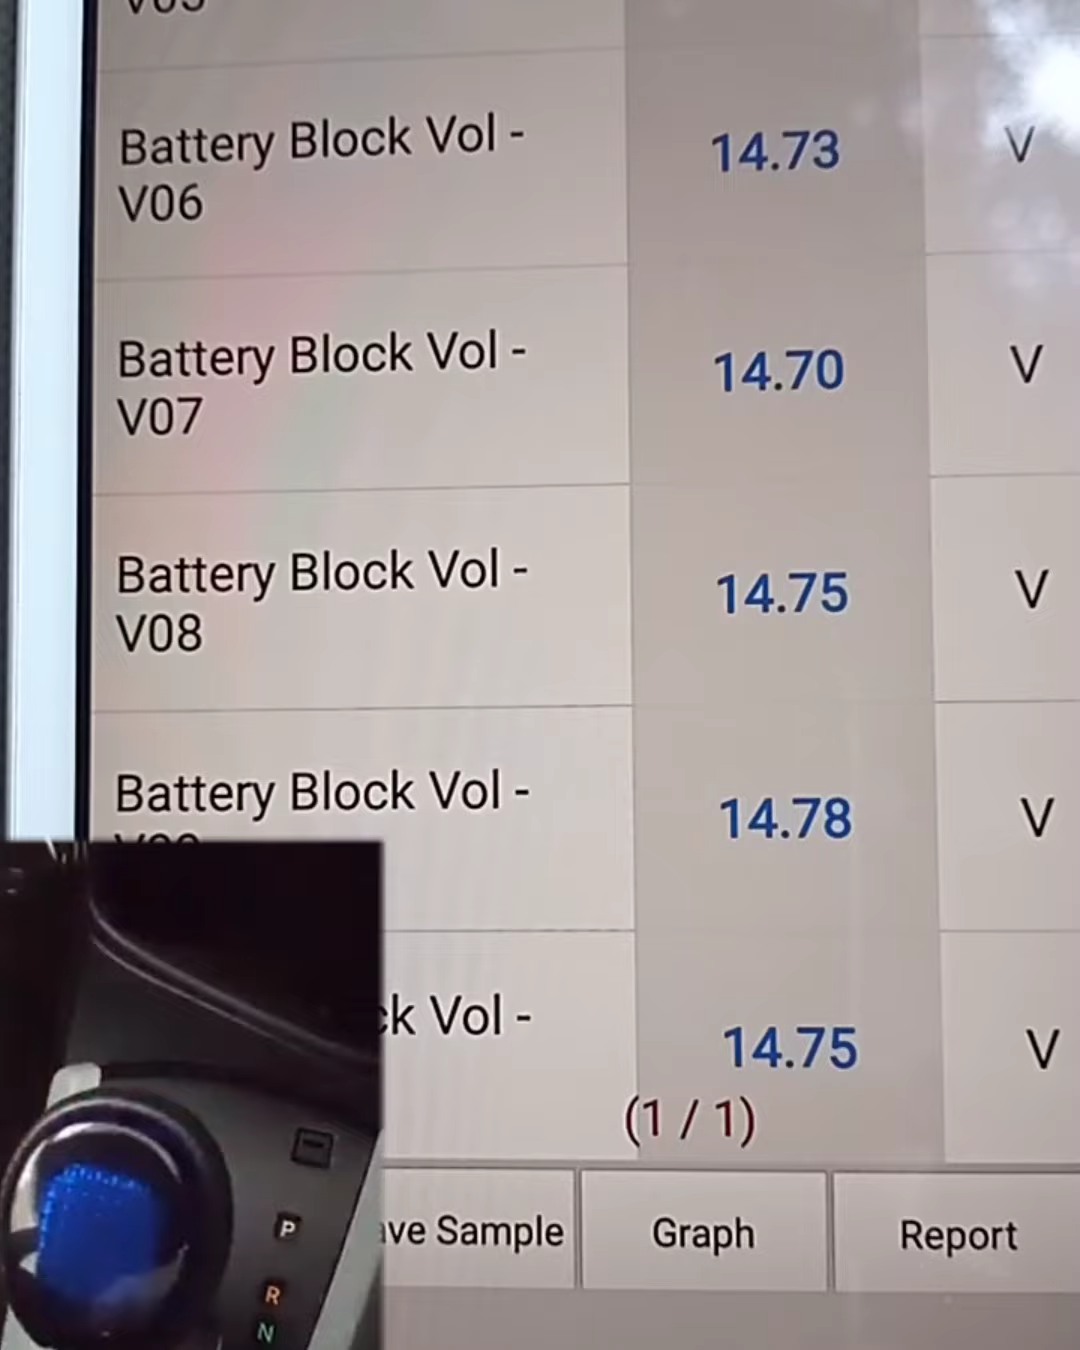 Battery Block Vol -
V06
14.73
V
Battery Block Vol -
V07
14.70
V
Battery Block Vol -
V08
14.75
V
Battery Block Vol -
14.78
V
Vol -
14.75
V
(1 / 1)
Sample
Graph
Report
P
R
N